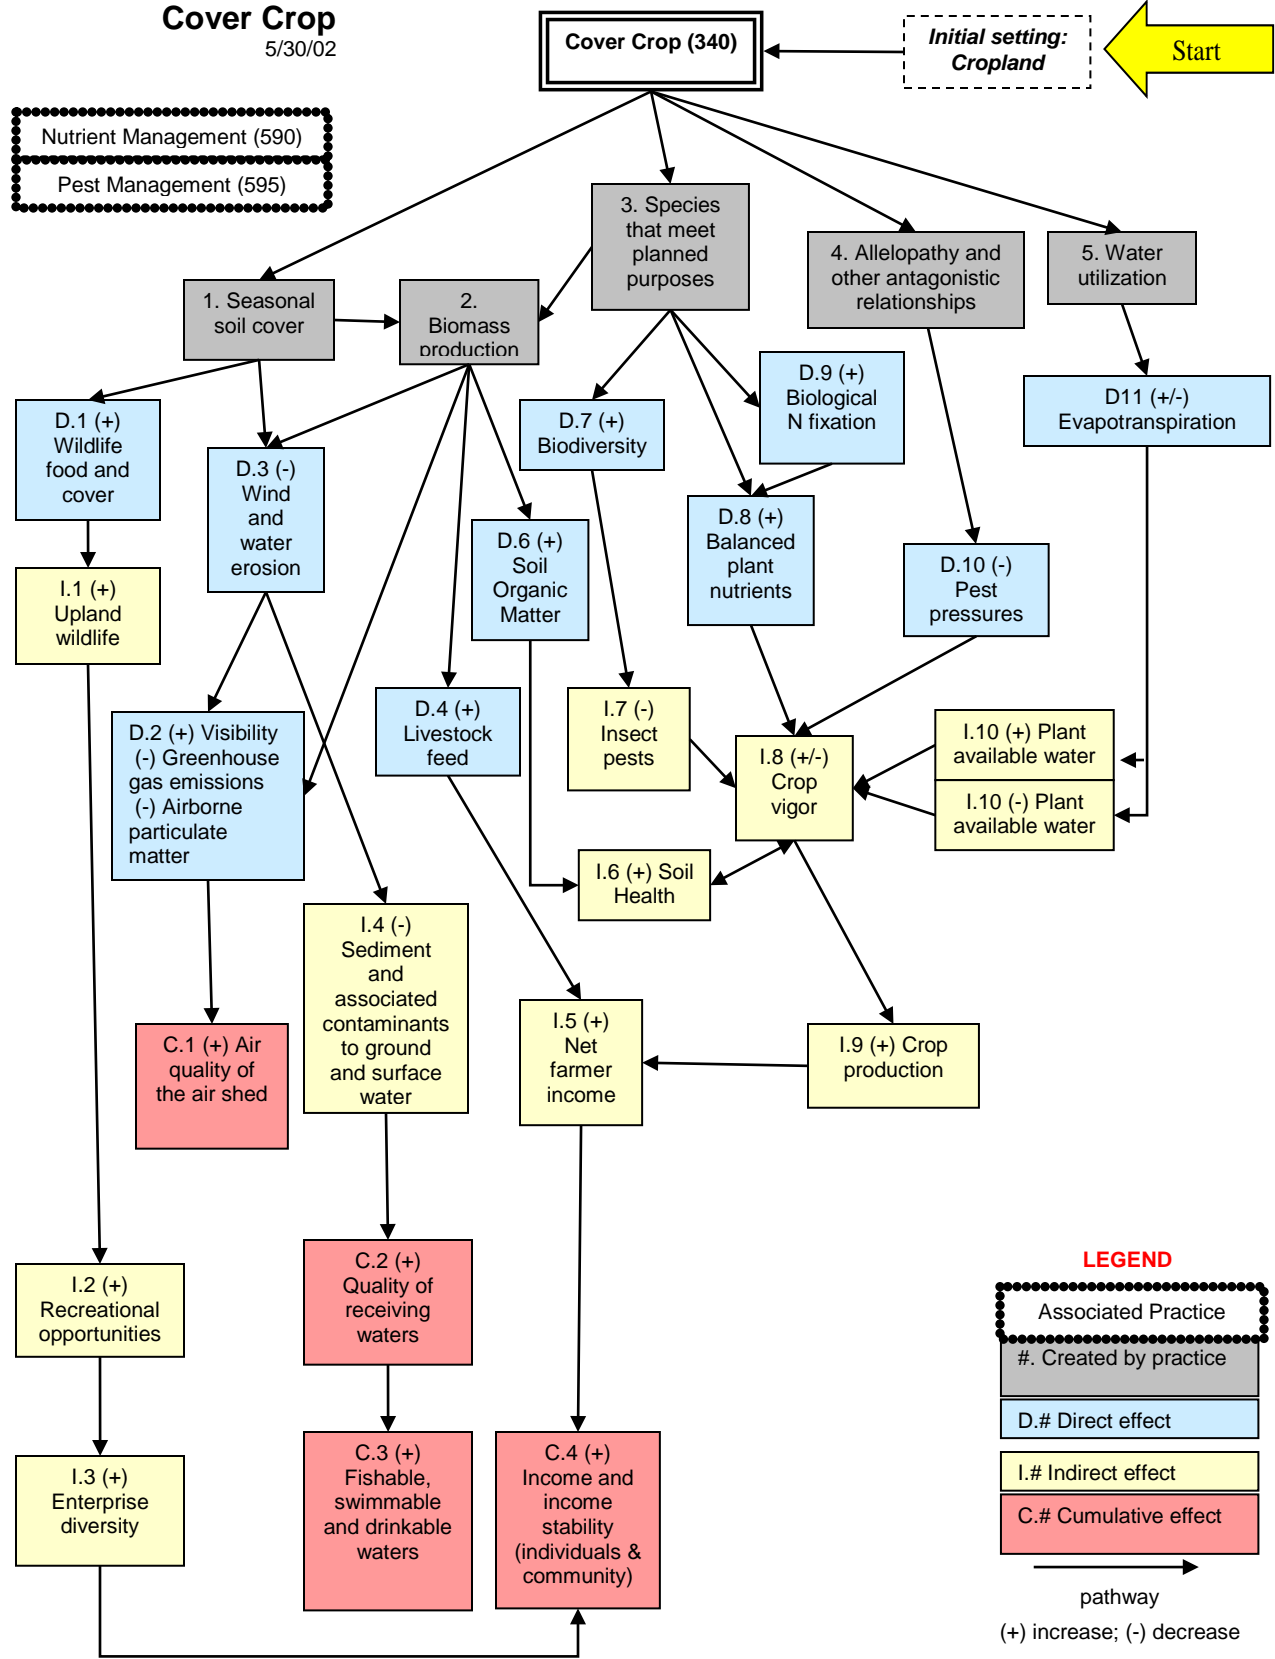 Cover Crop
5/30/02
Cover Crop (340)
Initial setting:
Cropland
Start
Nutrient Management (590)
Pest Management (595)
3. Species
that meet
planned
purposes
4. Allelopathy and
other antagonistic
relationships
5. Water
utilization
1. Seasonal
soil cover
2.
Biomass
production
D.1 (+)
Wildlife
food and
cover
D.3 (-)
Wind
and
water
erosion
D.7 (+)
Biodiversity
D.9 (+)
Biological
N fixation
D11 (+/-)
Evapotranspiration
D.6 (+)
Soil
Organic
Matter
D.8 (+)
Balanced
plant
nutrients
D.10 (-)
Pest
pressures
I.1 (+)
Upland
wildlife
D.2 (+) Visibility
(-) Greenhouse
gas emissions
(-) Airborne
particulate
matter
D.4 (+)
Livestock
feed
I.7 (-)
Insect
pests
I.8 (+/-)
Crop
vigor
I.10 (+) Plant
available water
I.10 (-) Plant
available water
I.6 (+) Soil
Health
I.4 (-)
Sediment
and
associated
contaminants
to ground
and surface
water
C.1 (+) Air
quality of
the air shed
I.5 (+)
Net
farmer
income
I.9 (+) Crop
production
I.2 (+)
Recreational
opportunities
C.2 (+)
Quality of
receiving
waters
I.3 (+)
Enterprise
diversity
C.3 (+)
Fishable,
swimmable
and drinkable
waters
C.4 (+)
Income and
income
stability
(individuals &
community)
LEGEND
Associated Practice
#. Created by practice
D.# Direct effect
I.# Indirect effect
C.# Cumulative effect
pathway
(+) increase; (-) decrease